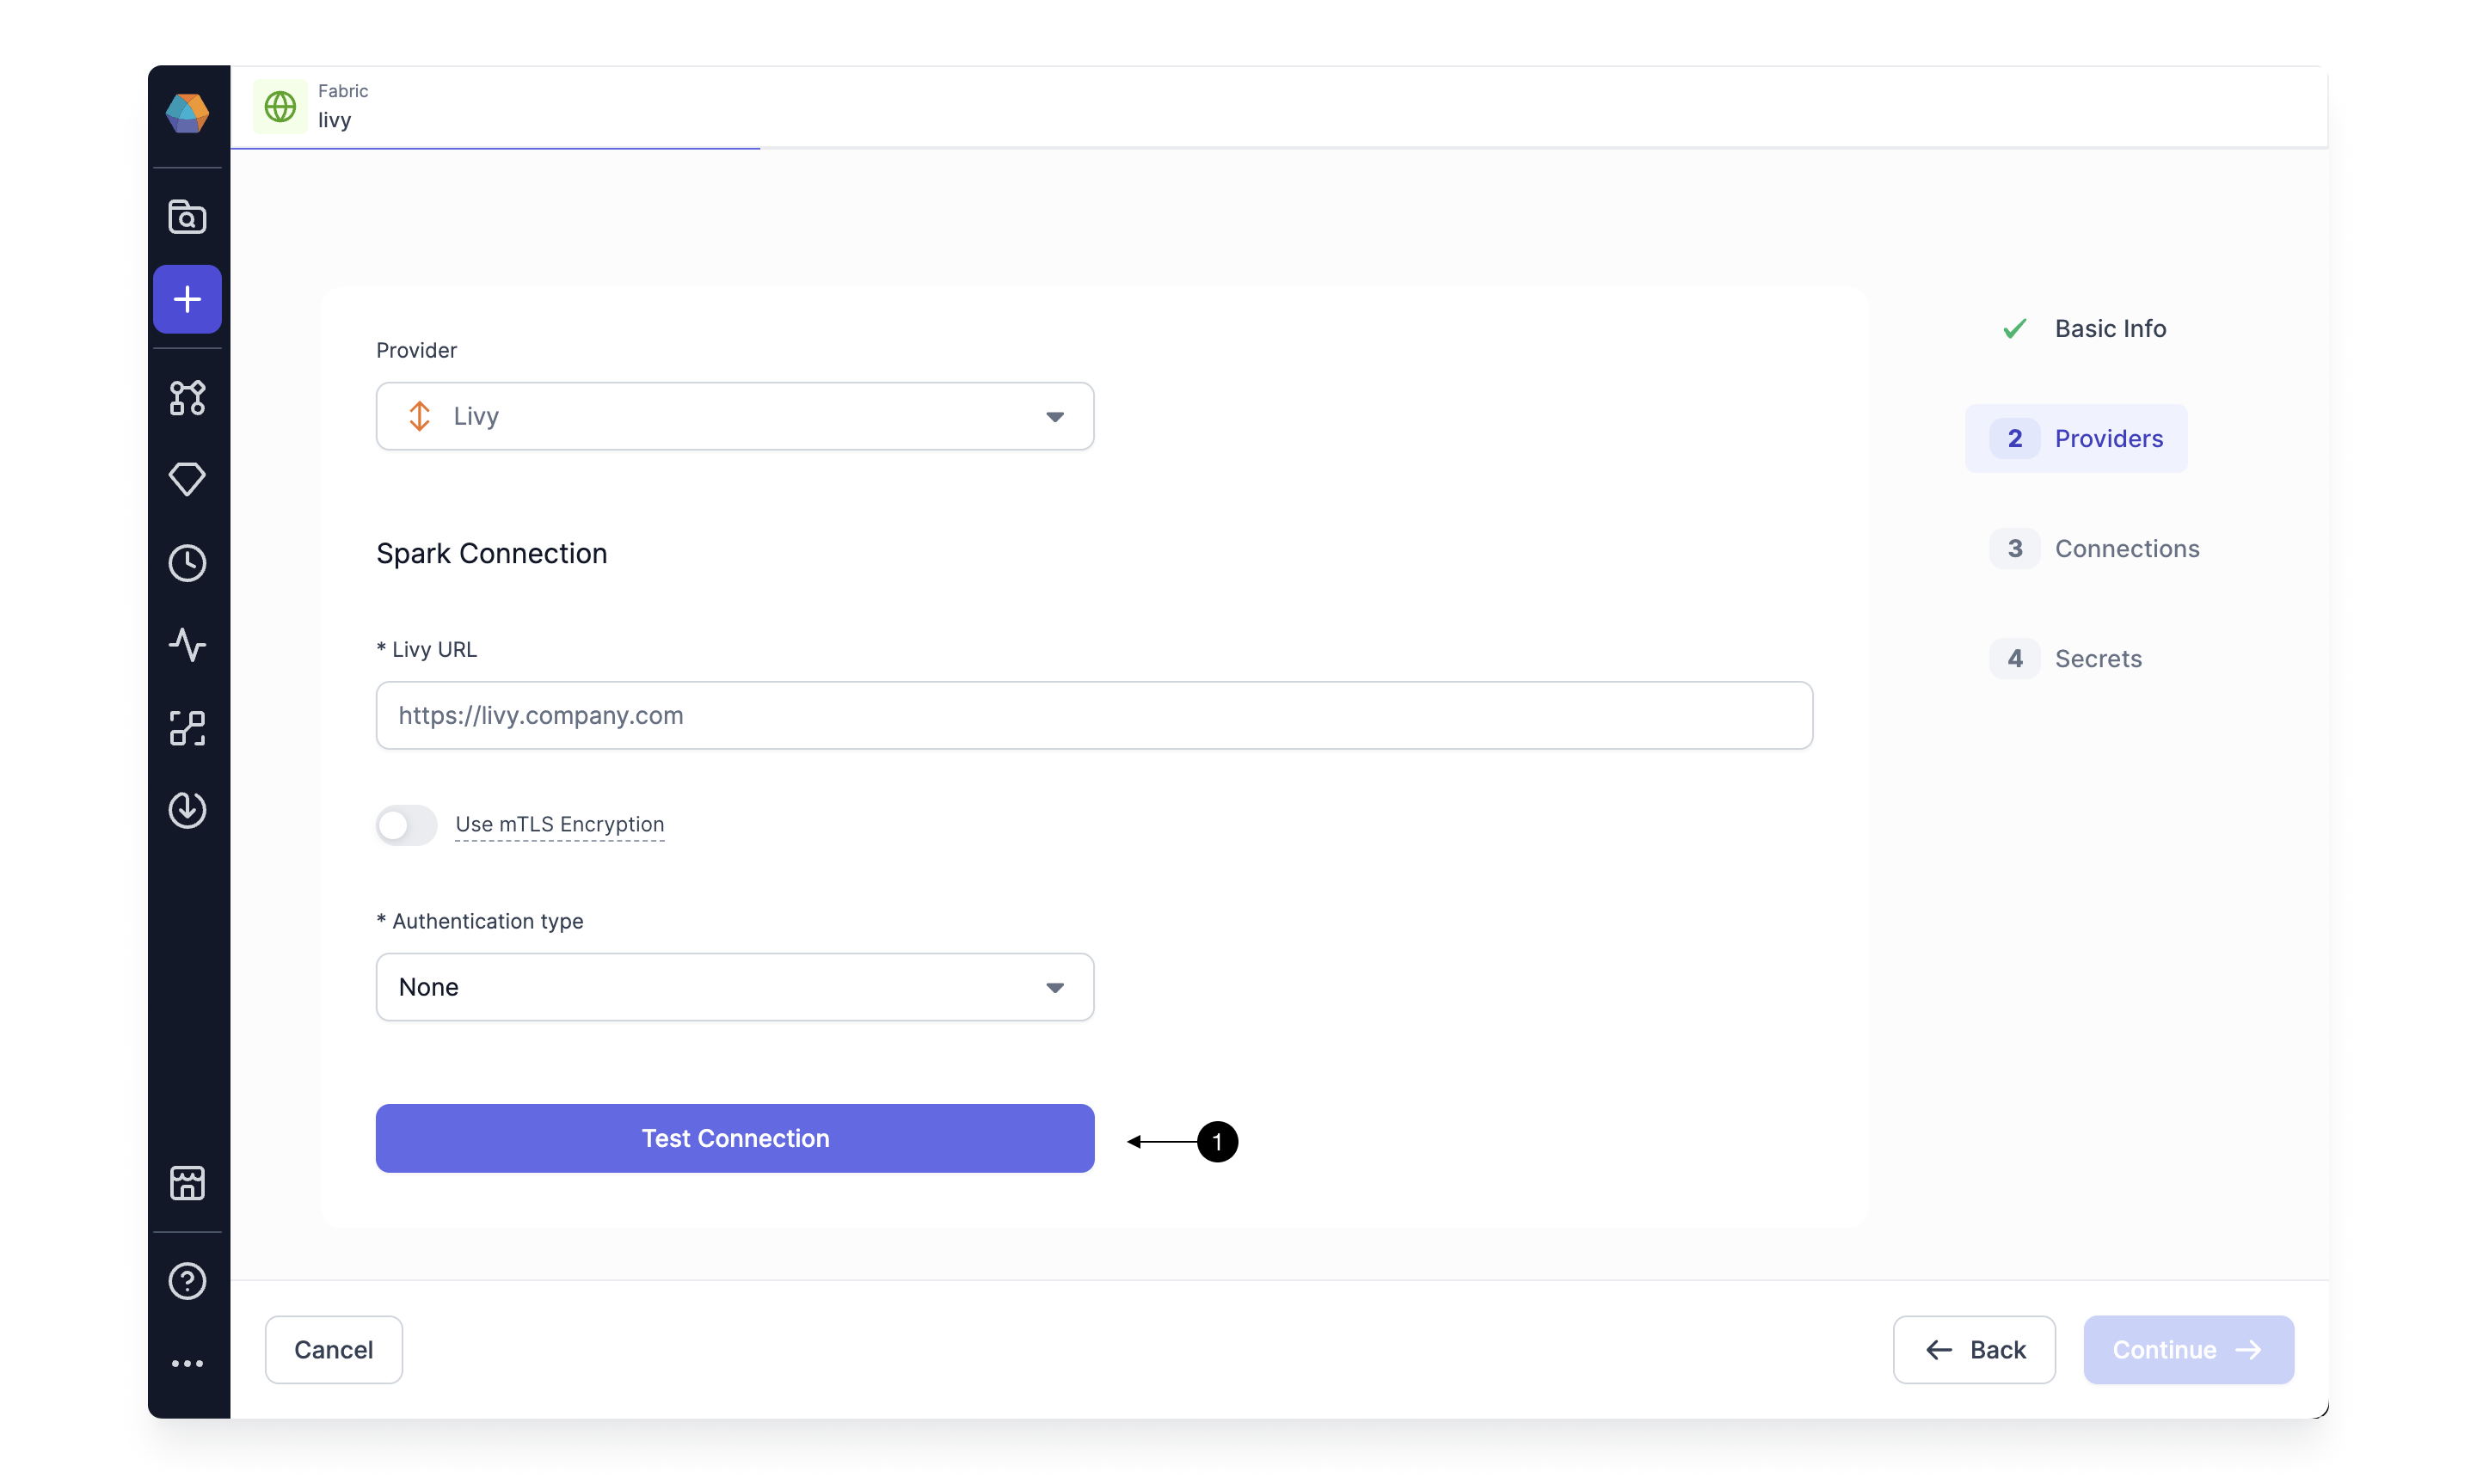 Fabric
livy
Provider
Livy
Spark Connection
* Livy URL
https://livy.company.com
Use mTLS Encryption
* Authentication type
None
Test Connection
1
Basic Info
2 Providers
3 Connections
4 Secrets
Cancel
Back
Continue